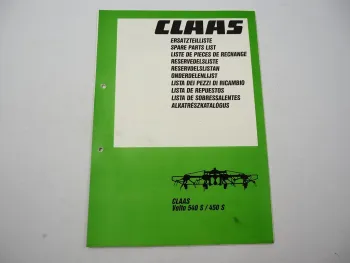 CLAAS
ERSATZTEILLISTE
SPARE PARTS LIST
LISTE DE PIECES DE RECHANGE
RESERVEDELSLISTE
RESERVDELSLISTAN
ONDERDELENLIJST
LISTA DEI PEZZI DI RICAMBIO
LISTA DE REPUESTOS
LISTA DE SOBRESSALENTES
ALKATRÉSZKATALÓGUS
CLAAS
Volto 540 S / 450 S